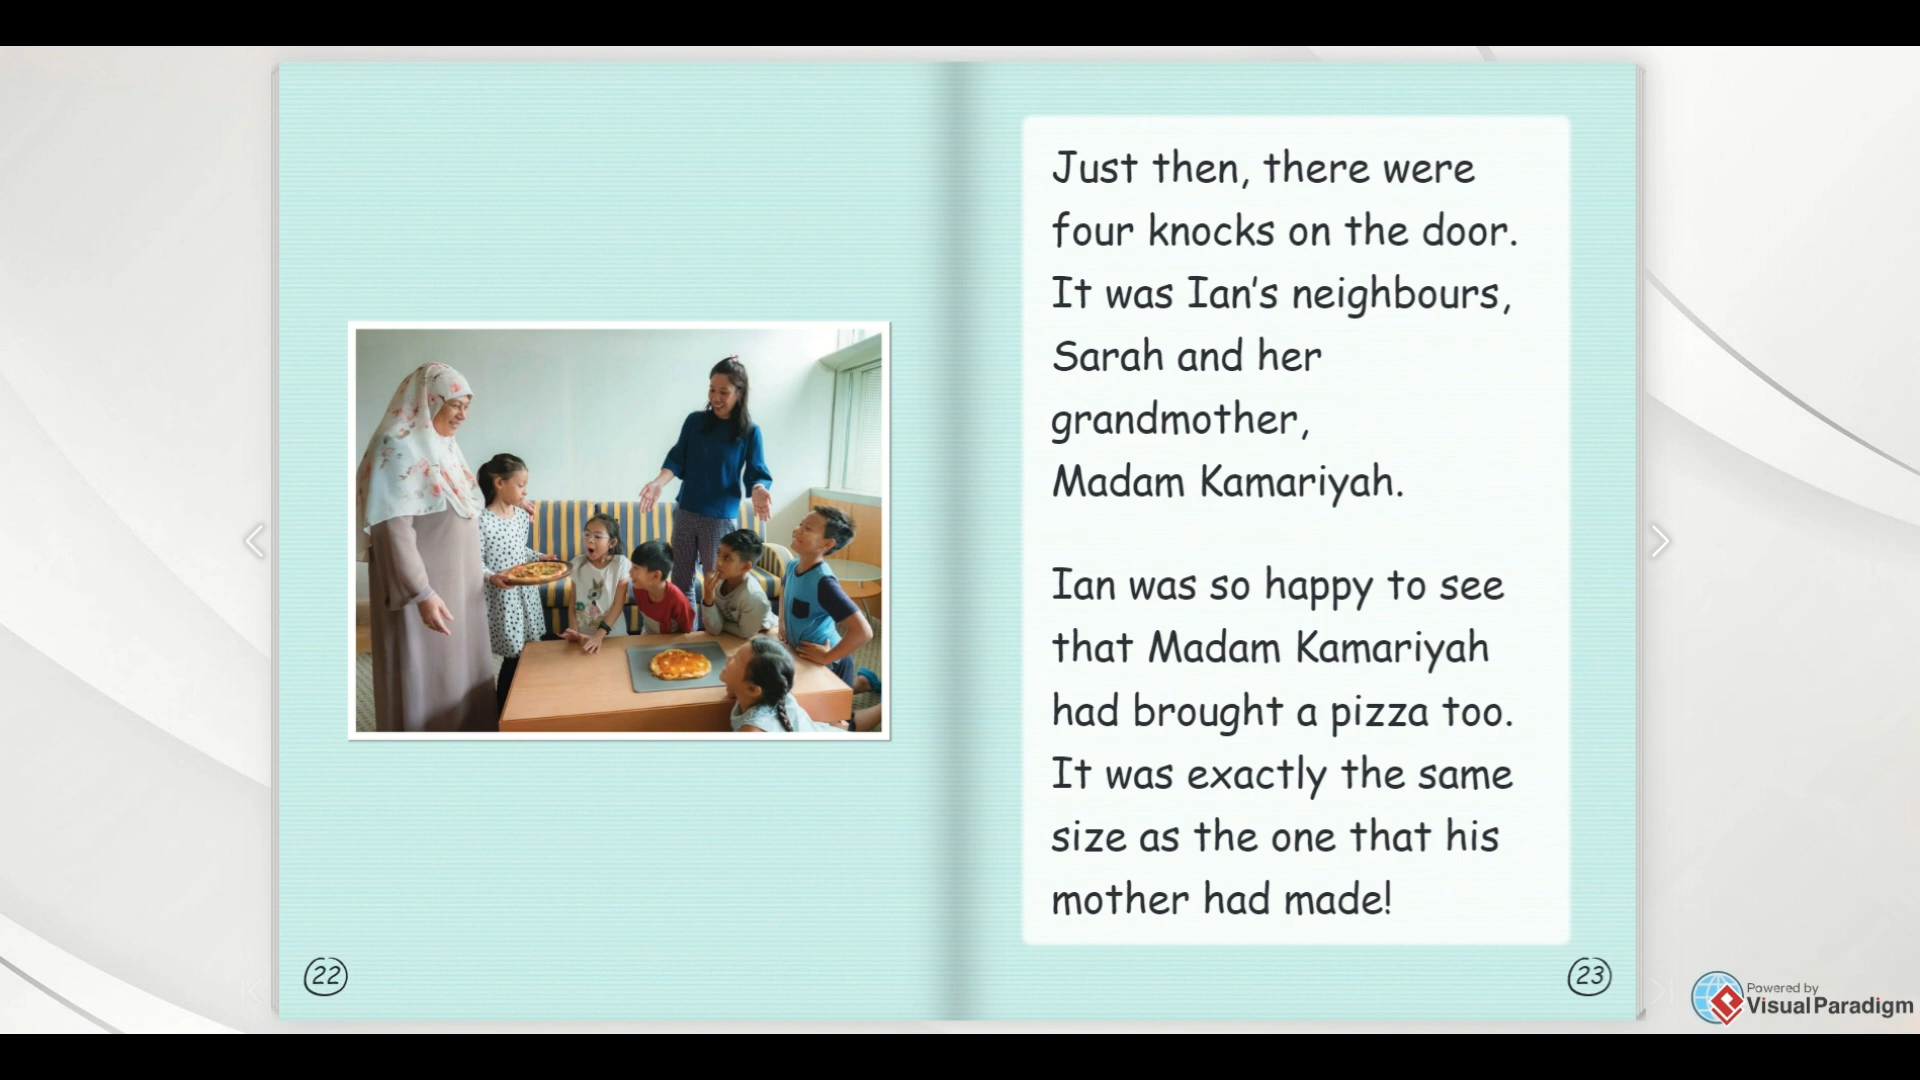 Just then, there were
four knocks on the door.
It was Ian's neighbours,
Sarah and her
grandmother,
Madam Kamariyah.
Ian was so happy to see
that Madam Kamariyah
had brought a pizza too.
It was exactly the same
size as the one that his
mother had made!
22
23
Powered by
Visual Paradigm